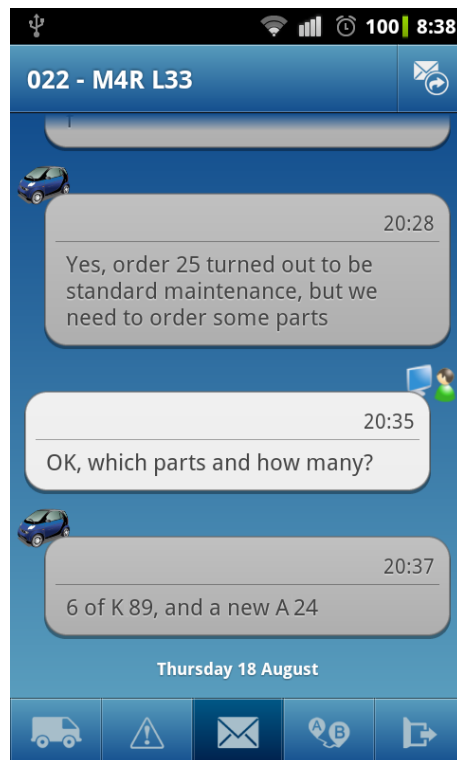 100 8:38
022 - M4R L33
20:28
Yes, order 25 turned out to be
standard maintenance, but we
need to order some parts
20:35
OK, which parts and how many?
20:37
6 of K 89, and a new A 24
Thursday 18 August
A B